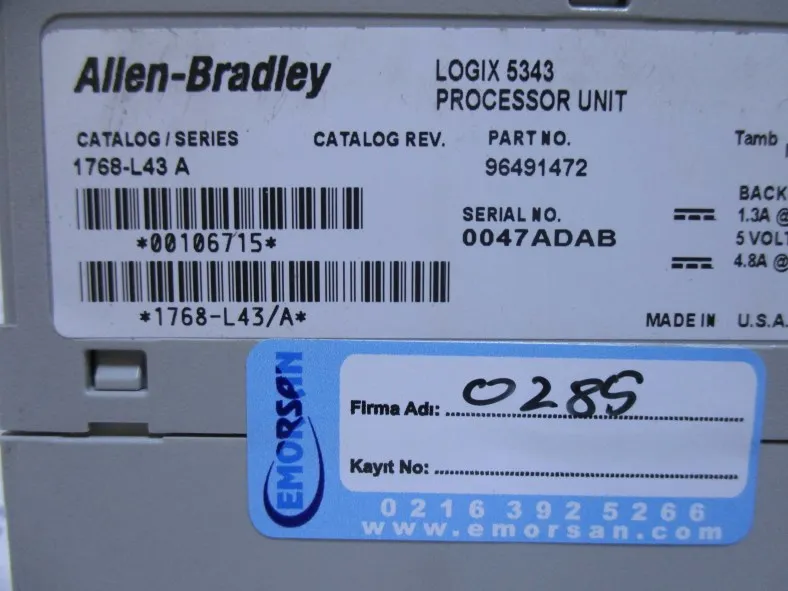 Allen-Bradley
LOGIX 5343
PROCESSOR UNIT
CATALOG / SERIES
CATALOG REV.
PART NO.
Tamb
1768-L43 A
96491472
BACK
SERIAL NO.
1.3A @
0047ADAB
5 VOLT
*00106715*
4.8A @
*1768-L43/A*
MADE IN U.S.A.
EMORSAN
Firma Adı: 0285
Kayıt No:
0216 392 5266
www.emorsan.com